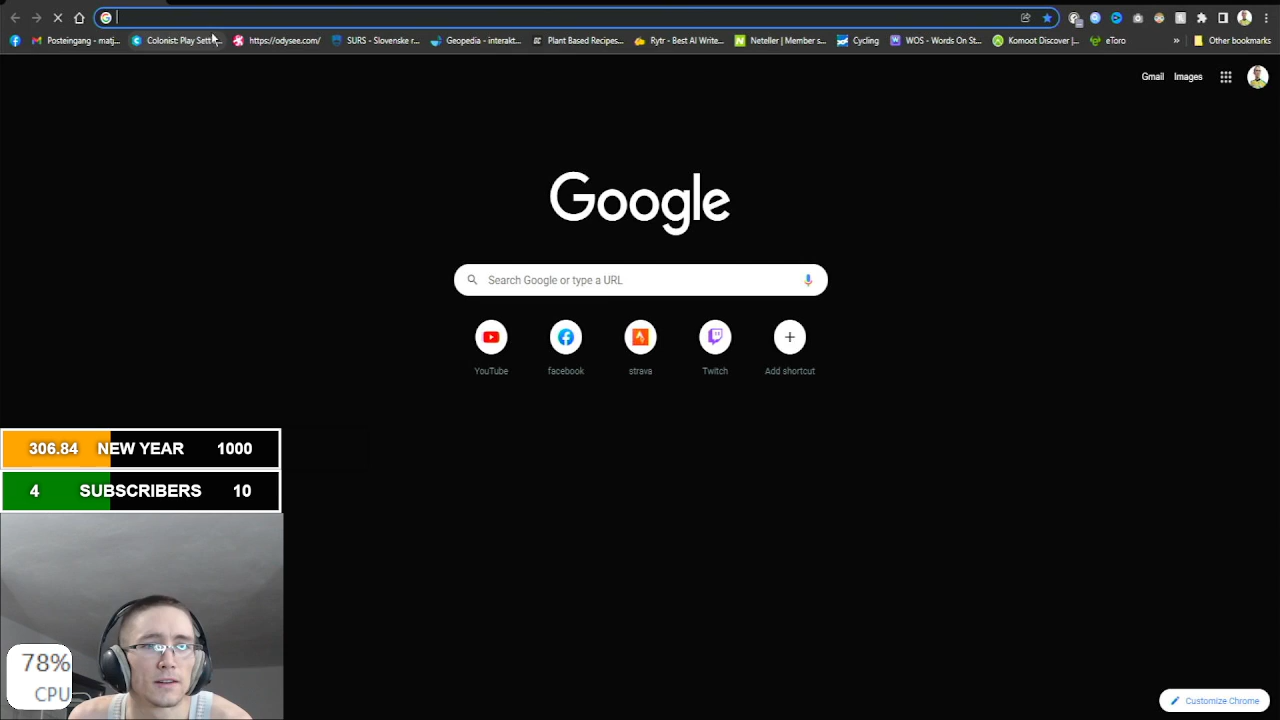 Posteingang - matj...
Colonist: Play Sett...
https://odysee.com/
SURS - Slovenske r...
Geopedia - interakt...
Plant Based Recipes...
Rytr - Best AI Write...
Neteller | Member s...
Cycling
WOS - Words On St...
Komoot Discover |...
eToro
»
Other bookmarks
Gmail
Images
Google
Search Google or type a URL
YouTube
facebook
strava
Twitch
Add shortcut
306.84 NEW YEAR 1000
4 SUBSCRIBERS 10
78%
CPU
Customize Chrome